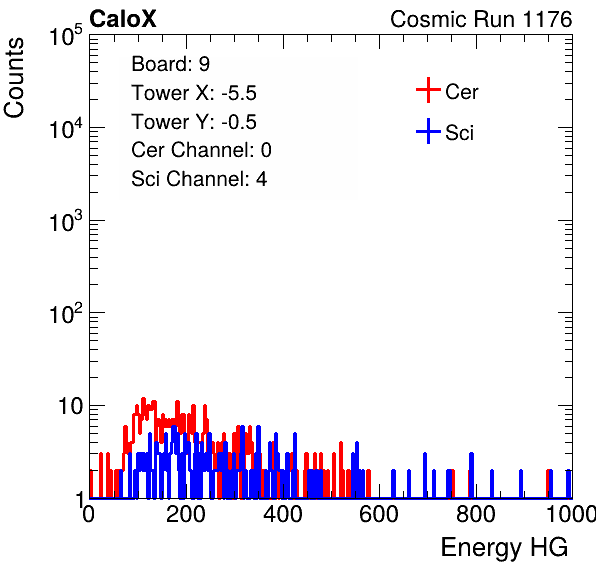 CaloX Cosmic Run 1176
Counts
Board: 9
Tower X: -5.5
Tower Y: -0.5
Cer Channel: 0
Sci Channel: 4
Cer
Sci
10^5
10^4
10^3
10^2
10
1
0 200 400 600 800 1000
Energy HG